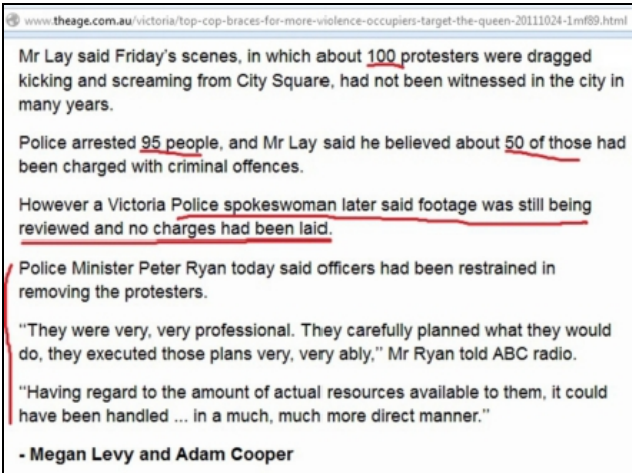 www.theage.com.au/victoria/top-cop-braces-for-more-violence-occupiers-target-the-queen-20111024-1mf89.html
Mr Lay said Friday's scenes, in which about 100 protesters were dragged
kicking and screaming from City Square, had not been witnessed in the city in
many years.
Police arrested 95 people, and Mr Lay said he believed about 50 of those had
been charged with criminal offences.
However a Victoria Police spokeswoman later said footage was still being
reviewed and no charges had been laid.
Police Minister Peter Ryan today said officers had been restrained in
removing the protesters.
“They were very, very professional. They carefully planned what they would
do, they executed those plans very, very ably,” Mr Ryan told ABC radio.
“Having regard to the amount of actual resources available to them, it could
have been handled ... in a much, much more direct manner.”
- Megan Levy and Adam Cooper